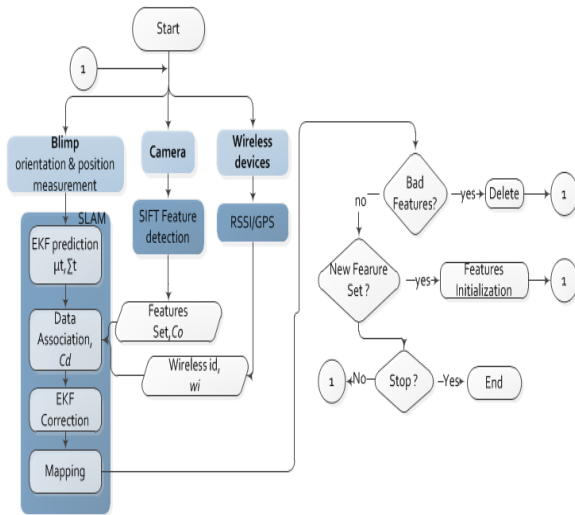 Start
1
Blimp
orientation & position
measurement
Camera
Wireless
devices
SLAM
EKF prediction
μt,∑t
SIFT Feature
detection
RSSI/GPS
Data
Association,
Cd
Features
Set,Co
Wireless id,
wi
EKF
Correction
Mapping
Bad
Features?
yes
Delete
1
no
New Fearure
Set ?
yes
Features
Initialization
1
Stop ?
No
1
Yes
End